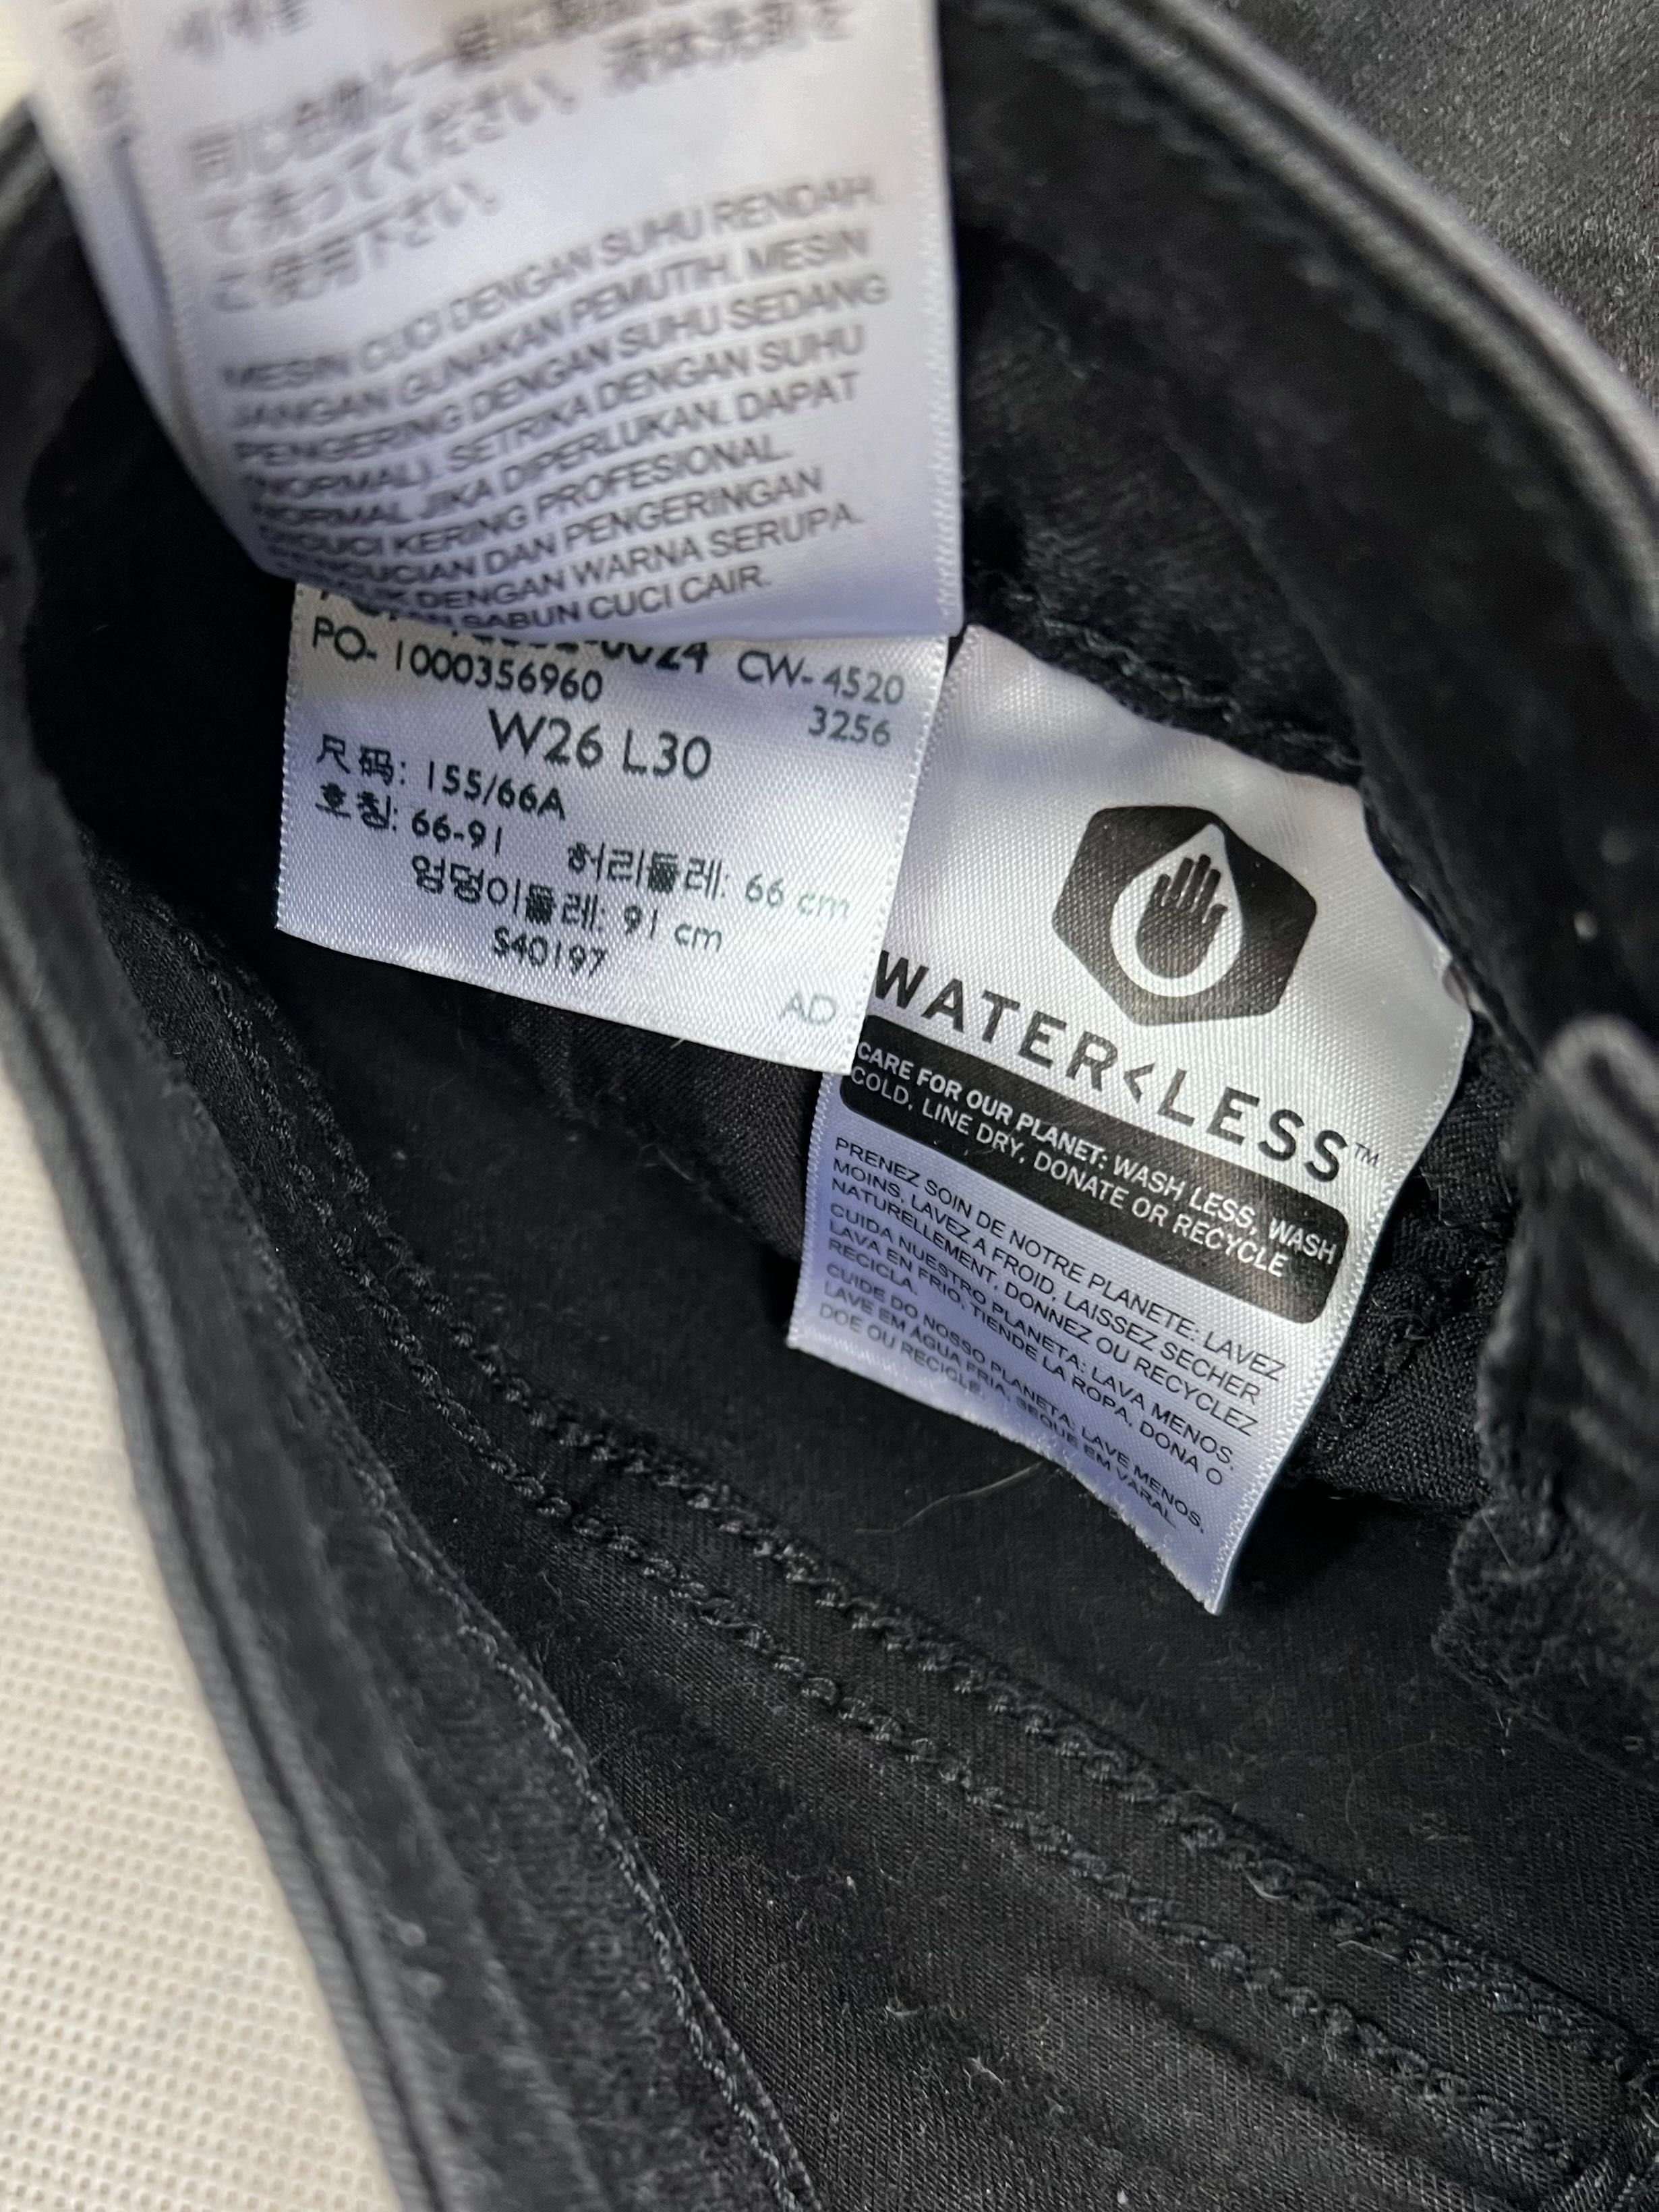 同じ色物と一緒に
て洗ってください。液体洗剤を
ご使用下さい。
MESIN CUCI DENGAN SUHU RENDAH.
JANGAN GUNAKAN PEMUTIH. MESIN
PENGERING DENGAN SUHU SEDANG
(NORMAL). SETRIKA DENGAN SUHU
NORMAL JIKA DIPERLUKAN. DAPAT
DICUCI KERING PROFESIONAL.
PENCUCIAN DAN PENGERINGAN
DENGAN WARNA SERUPA.
SABUN CUCI CAIR.
CW-4520
PO- 1000356960
3256
W26 L30
尺码: 155/66A
호칭: 66-91 허리둘레: 66 cm
엉덩이둘레: 91 cm
S40197
AD
WATER<LESS™
CARE FOR OUR PLANET: WASH LESS, WASH
COLD, LINE DRY, DONATE OR RECYCLE
PRENEZ SOIN DE NOTRE PLANETE: LAVEZ
MOINS, LAVEZ A FROID, LAISSEZ SECHER
NATURELLEMENT, DONNEZ OU RECYCLEZ
CUIDA NUESTRO PLANETA: LAVA MENOS,
LAVA EN FRIO, TIENDE LA ROPA, DONA O
RECICLA.
CUIDE DO NOSSO PLANETA. LAVE MENOS,
LAVE EM ÁGUA FRIA, SEQUE EM VARAL,
DOE OU RECICLE.